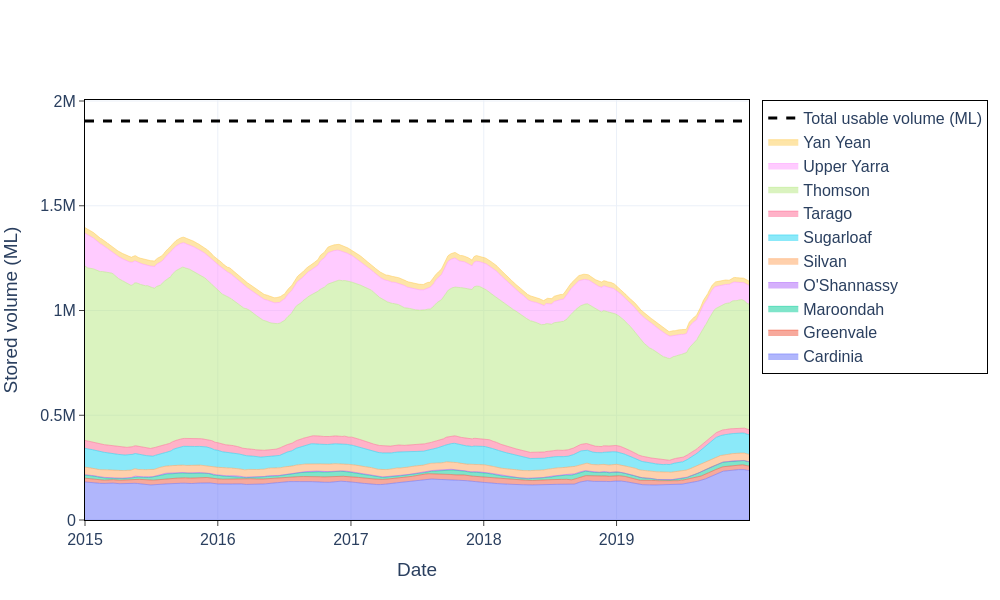 2M
1.5M
1M
0.5M
0
2015
2016
2017
2018
2019
Stored volume (ML)
Date
Total usable volume (ML)
Yan Yean
Upper Yarra
Thomson
Tarago
Sugarloaf
Silvan
O'Shannassy
Maroondah
Greenvale
Cardinia